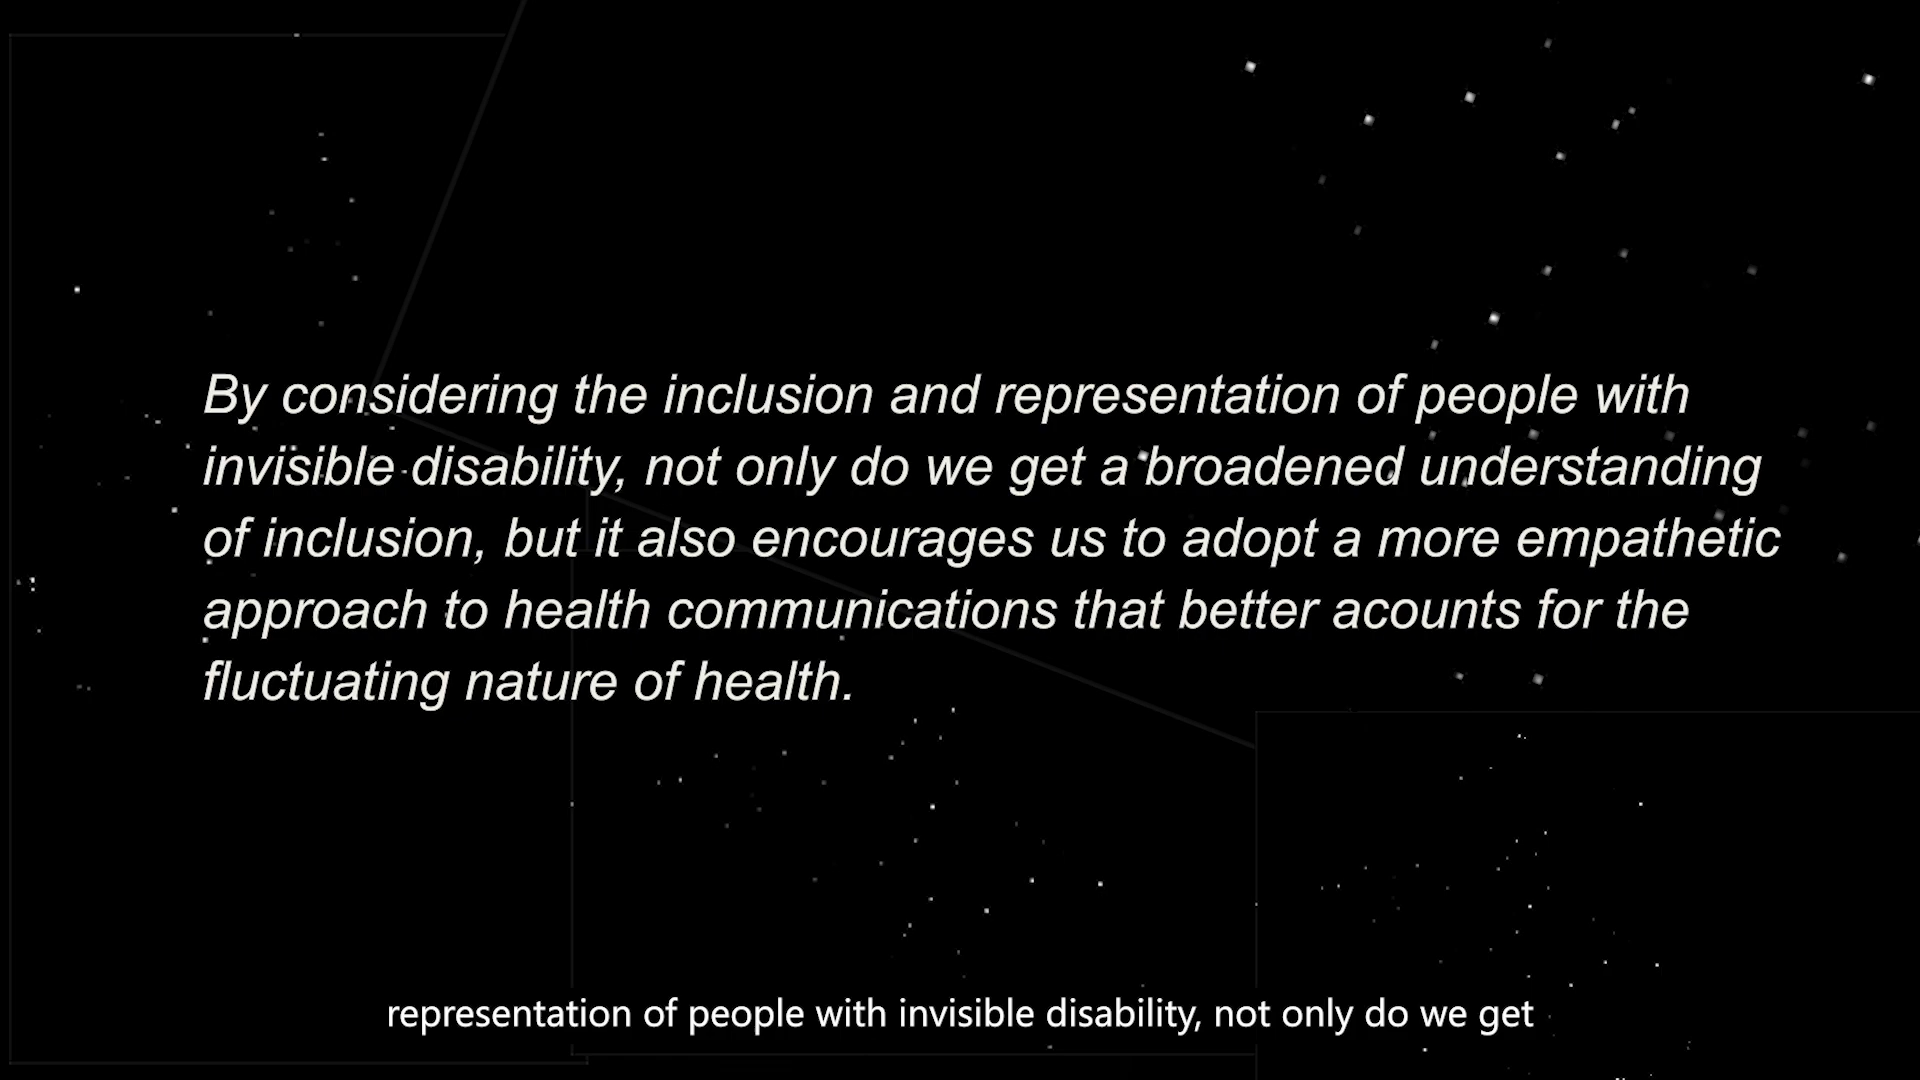 By considering the inclusion and representation of people with
invisible disability, not only do we get a broadened understanding
of inclusion, but it also encourages us to adopt a more empathetic
approach to health communications that better acounts for the
fluctuating nature of health.
representation of people with invisible disability, not only do we get